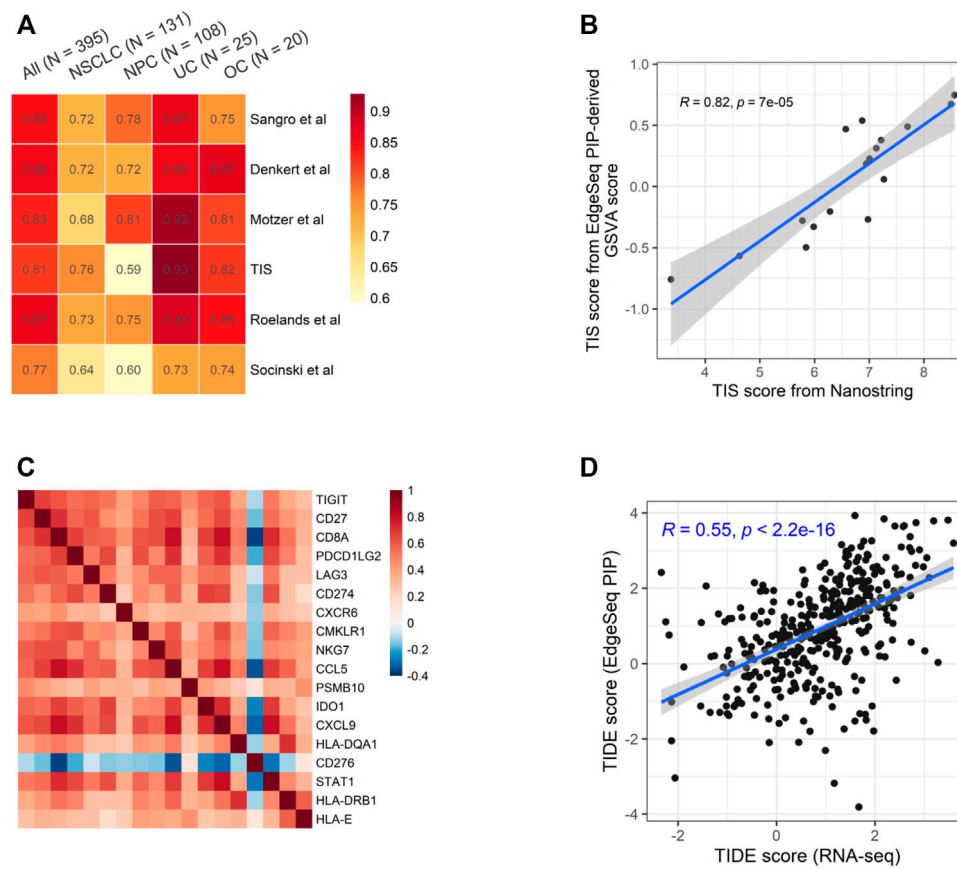 A
All (N = 395)
NSCLC (N = 131)
NPC (N = 108)
UC (N = 25)
OC (N = 20)
0.85 0.72 0.78 0.87 0.75 Sangro et al
0.72 0.72 Denkert et al
0.83 0.68 0.81 0.92 0.81 Motzer et al
0.81 0.76 0.59 0.93 0.82 TIS
0.87 0.73 0.75 Roelands et al
0.77 0.64 0.60 0.73 0.74 Socinski et al
0.9
0.85
0.8
0.75
0.7
0.65
0.6
B
R = 0.82, p = 7e-05
TIS score from EdgeSeq PIP-derived
GSVA score
1.0
0.5
0.0
-0.5
-1.0
4 5 6 7 8
TIS score from Nanostring
C
TIGIT
CD27
CD8A
PDCD1LG2
LAG3
CD274
CXCR6
CMKLR1
NKG7
CCL5
PSMB10
IDO1
CXCL9
HLA-DQA1
CD276
STAT1
HLA-DRB1
HLA-E
1
0.8
0.6
0.4
0.2
0
-0.2
-0.4
D
R = 0.55, p < 2.2e-16
TIDE score (EdgeSeq PIP)
4
2
0
-2
-4
-2 0 2
TIDE score (RNA-seq)